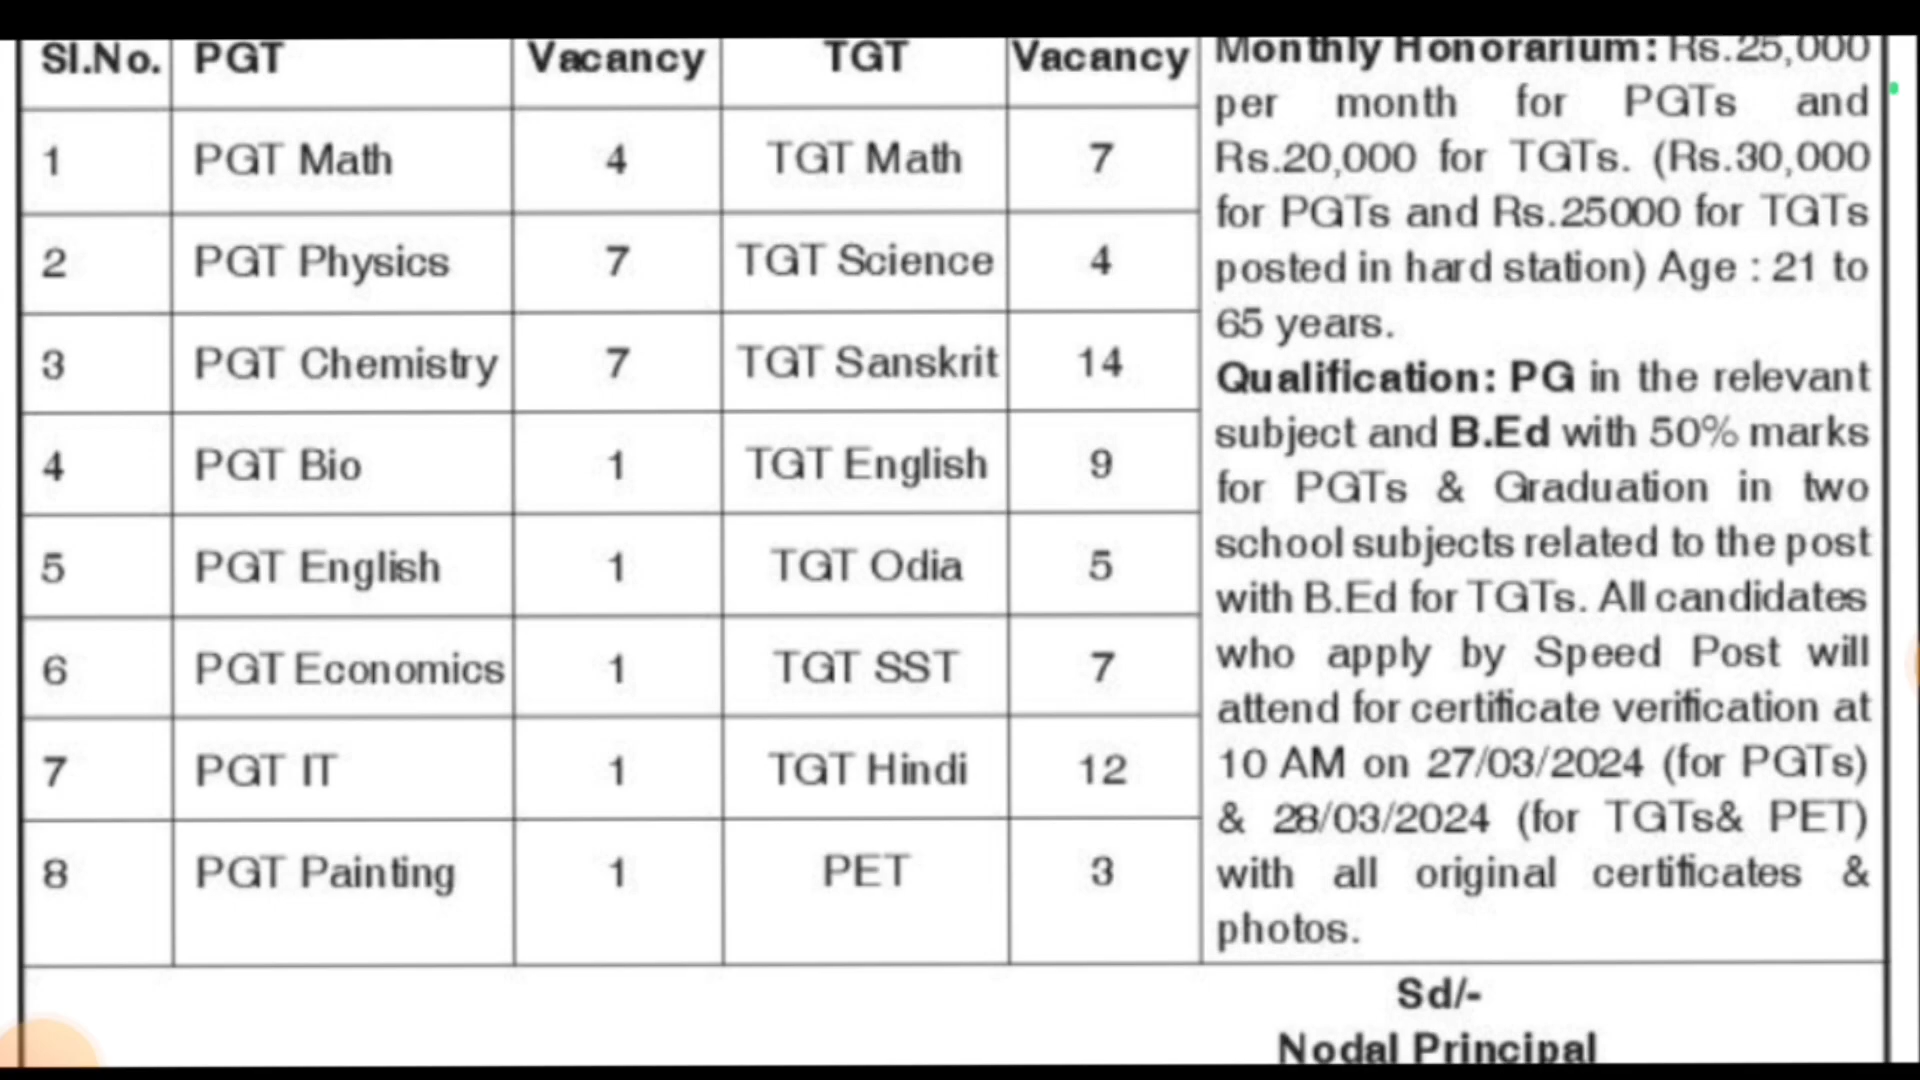 Sl.No. PGT Vacancy TGT Vacancy
1 PGT Math 4 TGT Math 7
2 PGT Physics 7 TGT Science 4
3 PGT Chemistry 7 TGT Sanskrit 14
4 PGT Bio 1 TGT English 9
5 PGT English 1 TGT Odia 5
6 PGT Economics 1 TGT SST 7
7 PGT IT 1 TGT Hindi 12
8 PGT Painting 1 PET 3
Monthly Honorarium: Rs.25,000
per month for PGTs and
Rs.20,000 for TGTs. (Rs.30,000
for PGTs and Rs.25000 for TGTs
posted in hard station) Age : 21 to
65 years.
Qualification: PG in the relevant
subject and B.Ed with 50% marks
for PGTs & Graduation in two
school subjects related to the post
with B.Ed for TGTs. All candidates
who apply by Speed Post will
attend for certificate verification at
10 AM on 27/03/2024 (for PGTs)
& 28/03/2024 (for TGTs& PET)
with all original certificates &
photos.
Sd/-
Nodal Principal